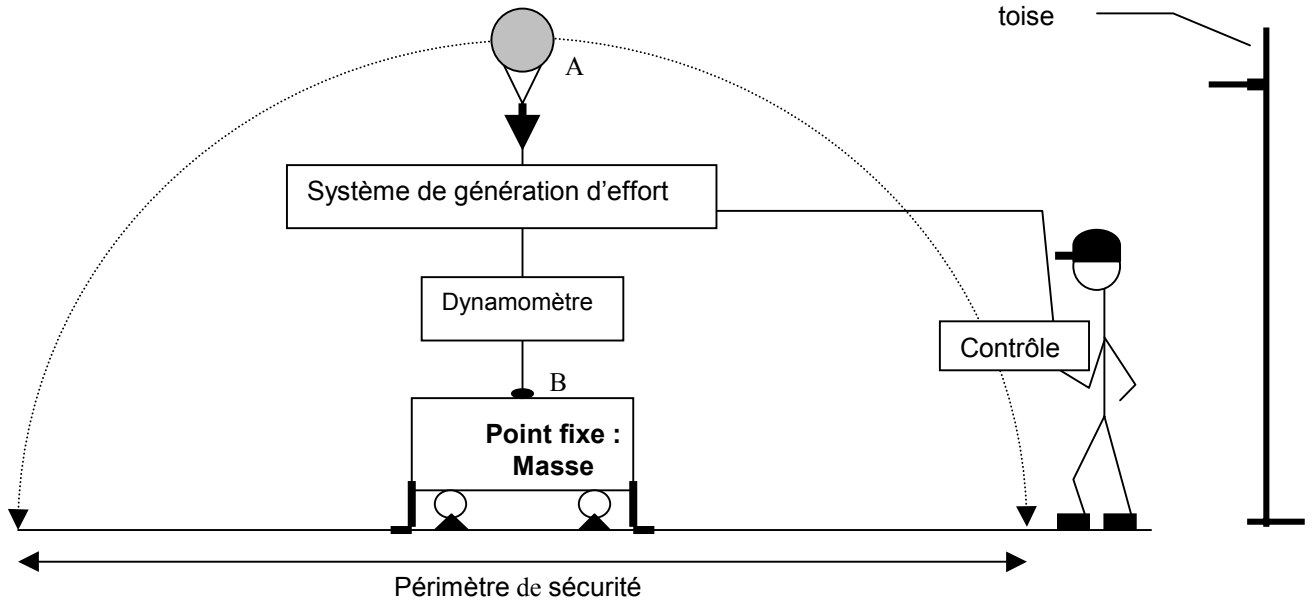 toise
A
Système de génération d'effort
Dynamomètre
Contrôle
B
Point fixe :
Masse
Périmètre de sécurité